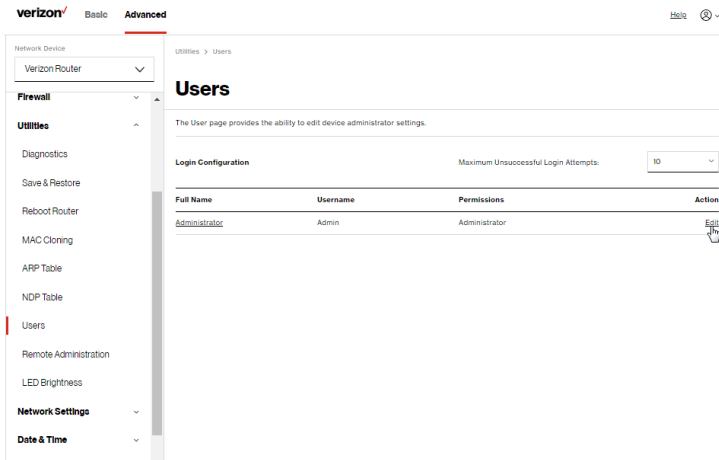 verizon✓ Basic Advanced Help
Network Device
Verizon Router
Firewall
Utilities
Diagnostics
Save & Restore
Reboot Router
MAC Cloning
ARP Table
NDP Table
Users
Remote Administration
LED Brightness
Network Settings
Date & Time
Utilities > Users
Users
The User page provides the ability to edit device administrator settings.
Login Configuration Maximum Unsuccessful Login Attempts: 10
Full Name Username Permissions Action
Administrator Admin Administrator Edit